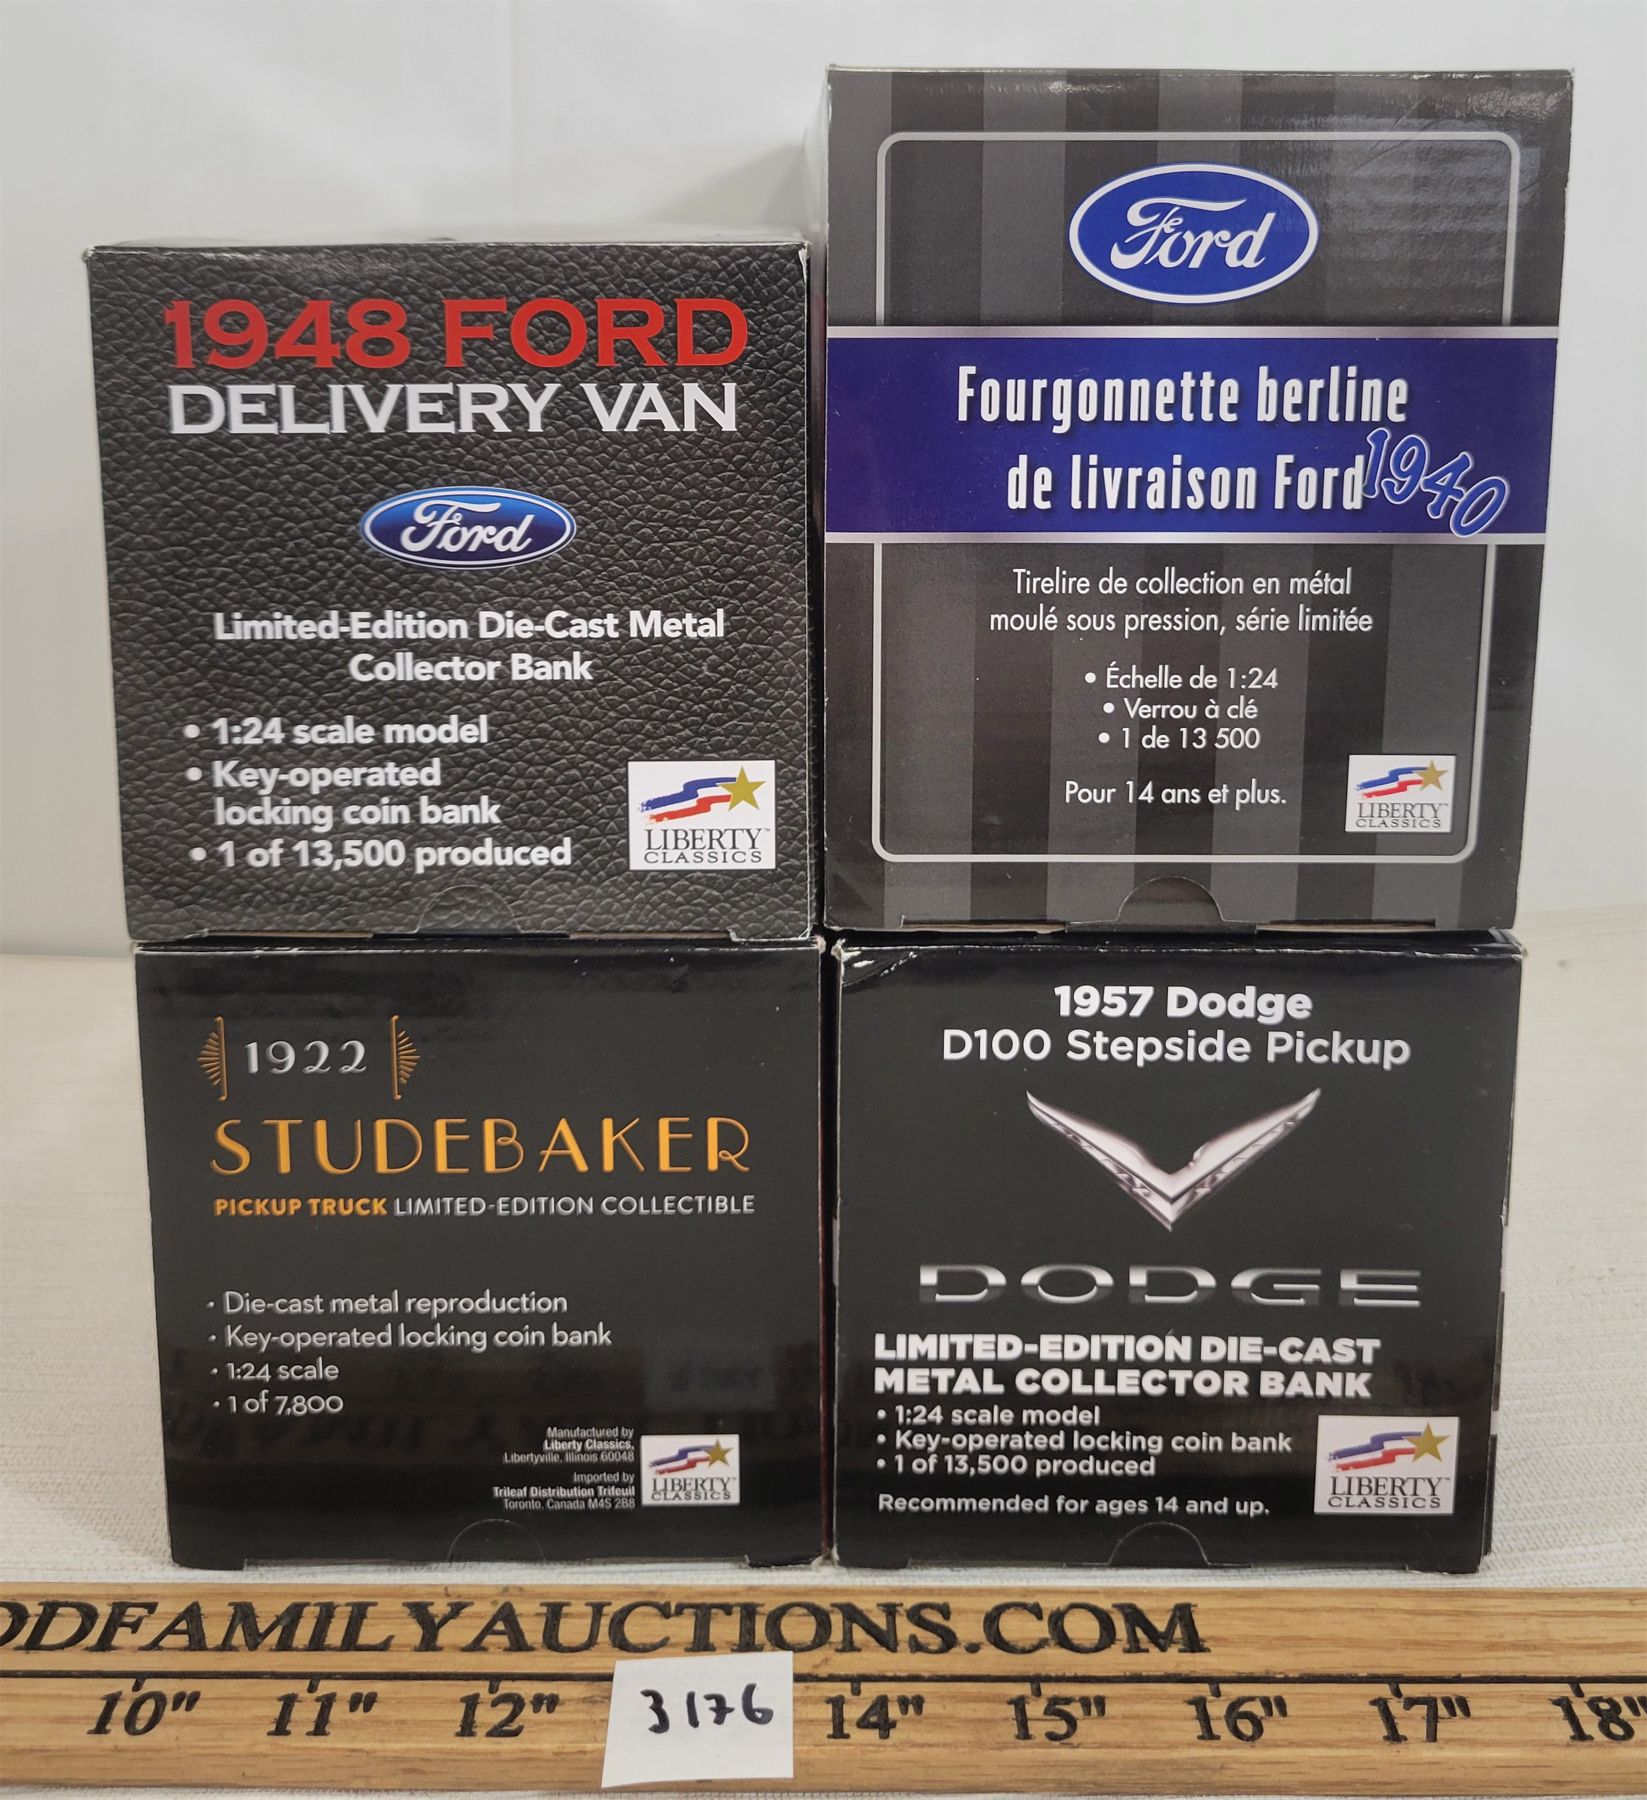 1948 FORD
DELIVERY VAN
Ford
Limited-Edition Die-Cast Metal
Collector Bank
• 1:24 scale model
• Key-operated
locking coin bank
• 1 of 13,500 produced
LIBERTY™
CLASSICS
Ford
Fourgonnette berline
de livraison Ford 1940
Tirelire de collection en métal
moulé sous pression, série limitée
• Échelle de 1:24
• Verrou à clé
• 1 de 13 500
Pour 14 ans et plus.
LIBERTY™
CLASSICS
1922
STUDEBAKER
PICKUP TRUCK LIMITED-EDITION COLLECTIBLE
· Die-cast metal reproduction
· Key-operated locking coin bank
· 1:24 scale
· 1 of 7,800
Manufactured by
Liberty Classics,
Libertyville, Illinois 60048
Imported by
Trileaf Distribution Trifeuil
Toronto, Canada M4S 2B8
LIBERTY™
CLASSICS
1957 Dodge
D100 Stepside Pickup
DODGE
LIMITED-EDITION DIE-CAST
METAL COLLECTOR BANK
• 1:24 scale model
• Key-operated locking coin bank
• 1 of 13,500 produced
Recommended for ages 14 and up.
LIBERTY™
CLASSICS
ODFAMILYAUCTIONS.COM
10" 11" 12" 3176 14" 15" 16" 17" 18"